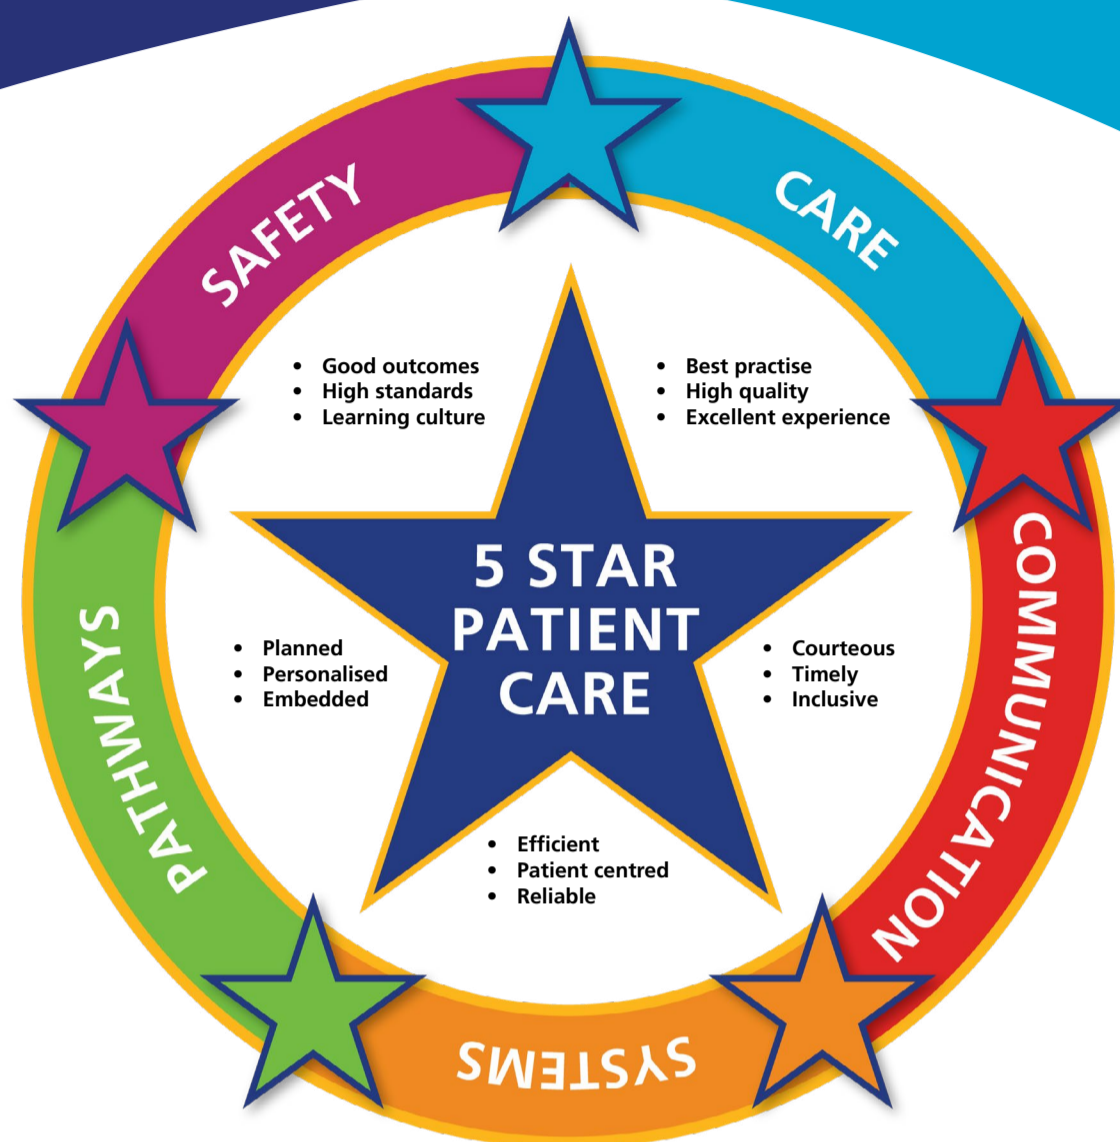 SAFETY
CARE
• Good outcomes
• High standards
• Learning culture
• Best practise
• High quality
• Excellent experience
5 STAR
PATIENT
CARE
PATHWAYS
• Planned
• Personalised
• Embedded
• Courteous
• Timely
• Inclusive
COMMUNICATION
• Efficient
• Patient centred
• Reliable
SYSTEMS